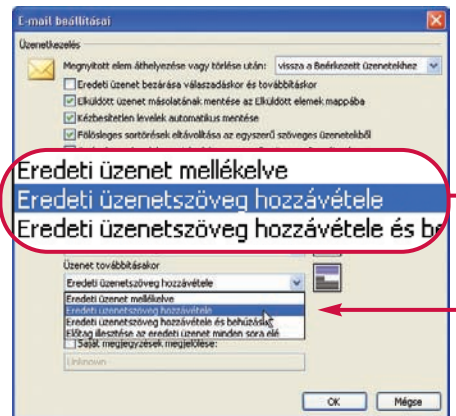 E-mail beállításai
Üzenetkezelés
Megnyitott elem áthelyezése vagy törlése után: vissza a Beérkezett üzenetekhez
Eredeti üzenet bezárása válaszadáskor és továbbításkor
Elküldött üzenet másolatának mentése az Elküldött elemek mappába
Kézbesítetlen levelek automatikus mentése
Fölösleges sortörések eltávolítása az egyszerű szöveges üzenetekből
Eredeti üzenet mellékelve
Eredeti üzenetszöveg hozzávétele
Eredeti üzenetszöveg hozzávétele és be
Üzenet továbbításakor
Eredeti üzenetszöveg hozzávétele
Eredeti üzenet mellékelve
Eredeti üzenetszöveg hozzávétele
Eredeti üzenetszöveg hozzávétele és behúzása
Előtag illesztése az eredeti üzenet minden sora elé
Saját megjegyzések megjelölése:
Unknown
OK Mégse